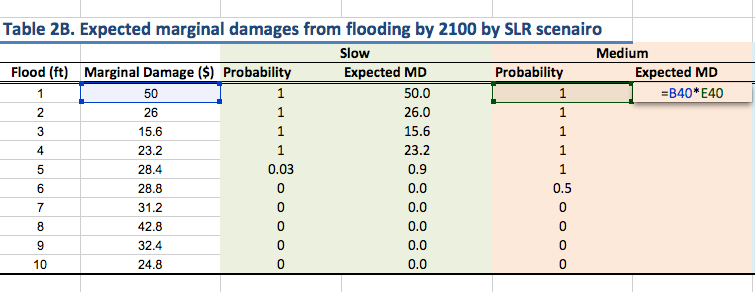 Table 2B. Expected marginal damages from flooding by 2100 by SLR scenairo
Slow Medium
Flood (ft) Marginal Damage ($) Probability Expected MD Probability Expected MD
1 50 1 50.0 1 =B40*E40
2 26 1 26.0 1
3 15.6 1 15.6 1
4 23.2 1 23.2 1
5 28.4 0.03 0.9 1
6 28.8 0 0.0 0.5
7 31.2 0 0.0 0
8 42.8 0 0.0 0
9 32.4 0 0.0 0
10 24.8 0 0.0 0